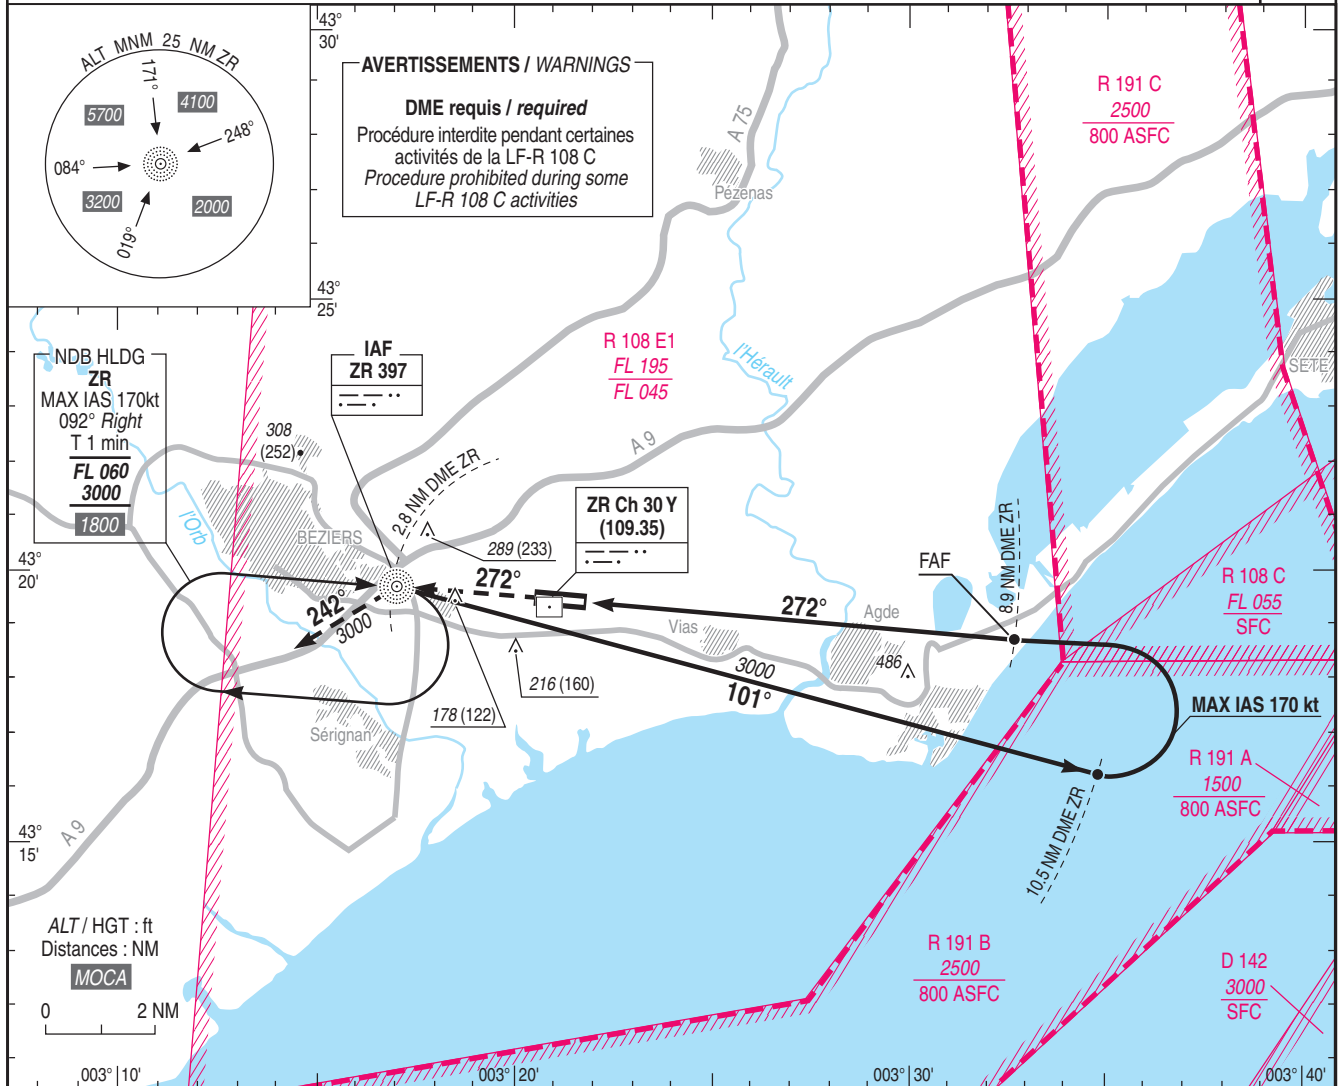 ALT MNM 25 NM ZR
171°
5700
4100
248°
084°
3200
2000
019°
43°
30'
AVERTISSEMENTS / WARNINGS
DME requis / required
Procédure interdite pendant certaines
activités de la LF-R 108 C
Procedure prohibited during some
LF-R 108 C activities
A 75
Pézenas
R 191 C
2500
800 ASFC
43°
25'
NDB HLDG
ZR
MAX IAS 170kt
092° Right
T 1 min
FL 060
3000
1800
IAF
ZR 397
R 108 E1
FL 195
FL 045
l'Hérault
SETE
308
(252)
A 9
2.8 NM DME ZR
l'Orb
BEZIERS
289 (233)
ZR Ch 30 Y
(109.35)
43°
20'
272°
242°
3000
272°
FAF
8.9 NM DME ZR
R 108 C
FL 055
SFC
Agde
Vias
486
3000
101°
216 (160)
178 (122)
Sérignan
MAX IAS 170 kt
R 191 A
1500
800 ASFC
10.5 NM DME ZR
A 9
43°
15'
ALT / HGT : ft
Distances : NM
MOCA
0 2 NM
R 191 B
2500
800 ASFC
D 142
3000
SFC
003° 10'
003° 20'
003° 30'
003° 40'